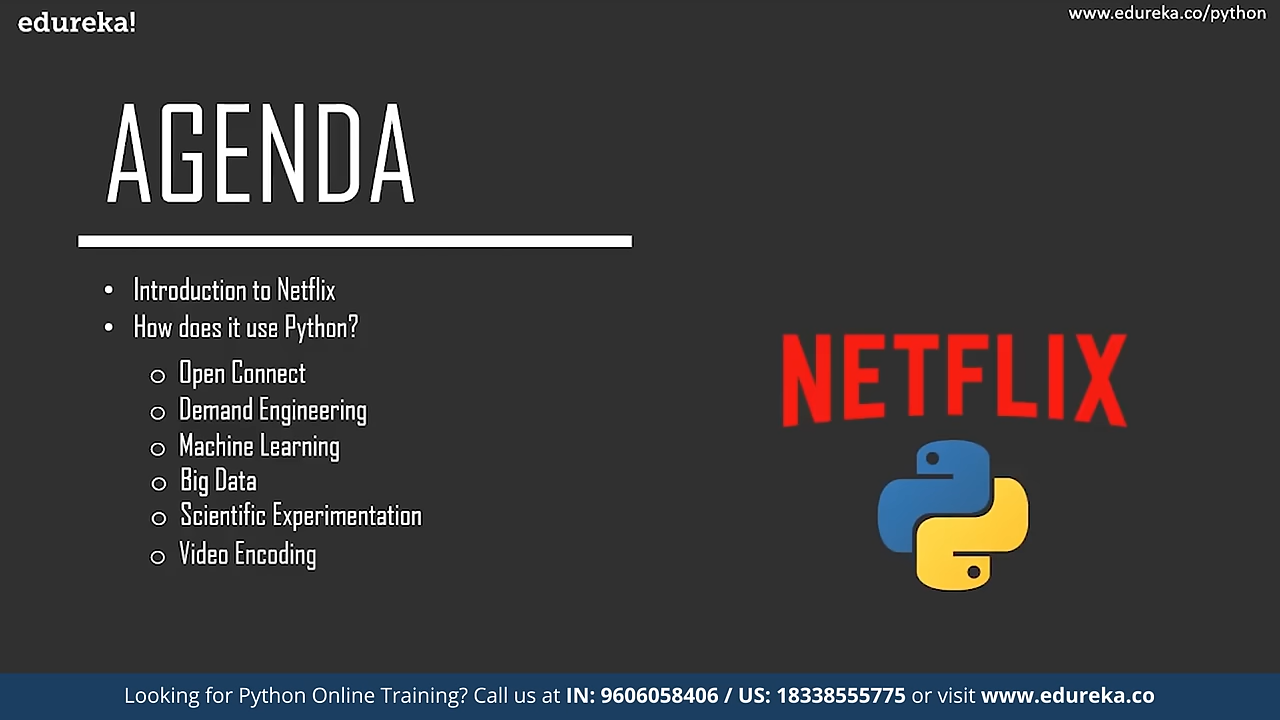 edureka!
www.edureka.co/python
AGENDA
• Introduction to Netflix
• How does it use Python?
o Open Connect
o Demand Engineering
o Machine Learning
o Big Data
o Scientific Experimentation
o Video Encoding
NETFLIX
Looking for Python Online Training? Call us at IN: 9606058406 / US: 18338555775 or visit www.edureka.co